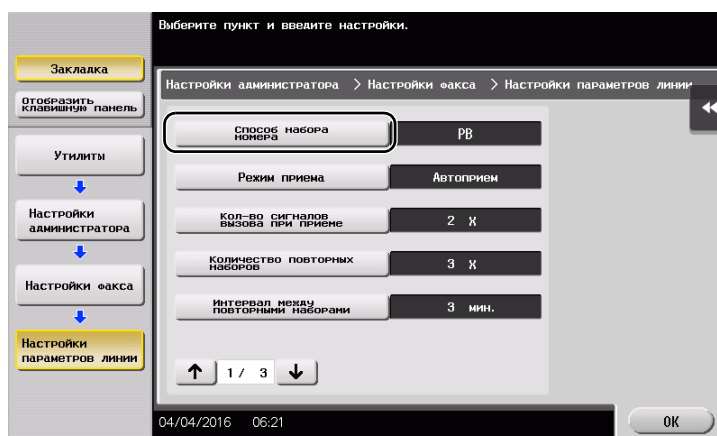 Выберите пункт и введите настройки.
Закладка
Отобразить
клавишную панель
Утилиты
Настройки
администратора
Настройки факса
Настройки
параметров линии
Настройки администратора > Настройки факса > Настройки параметров линии
Способ набора
номера
PB
Режим приема
Автоприем
Кол-во сигналов
вызова при приеме
2 X
Количество повторных
наборов
3 X
Интервал между
повторными наборами
3 мин.
1/ 3
04/04/2016 06:21
OK